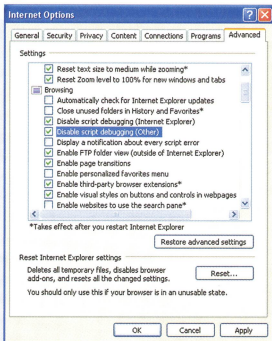 Internet Options
General Security Privacy Content Connections Programs Advanced
Settings
Reset text size to medium while zooming*
Reset Zoom level to 100% for new windows and tabs
Browsing
Automatically check for Internet Explorer updates
Close unused folders in History and Favorites*
Disable script debugging (Internet Explorer)
Disable script debugging (Other)
Display a notification about every script error
Enable FTP folder view (outside of Internet Explorer)
Enable page transitions
Enable personalized favorites menu
Enable third-party browser extensions*
Enable visual styles on buttons and controls in webpages
Enable websites to use the search pane*
*Takes effect after you restart Internet Explorer
Restore advanced settings
Reset Internet Explorer settings
Deletes all temporary files, disables browser
add-ons, and resets all the changed settings.
Reset...
You should only use this if your browser is in an unusable state.
OK Cancel Apply